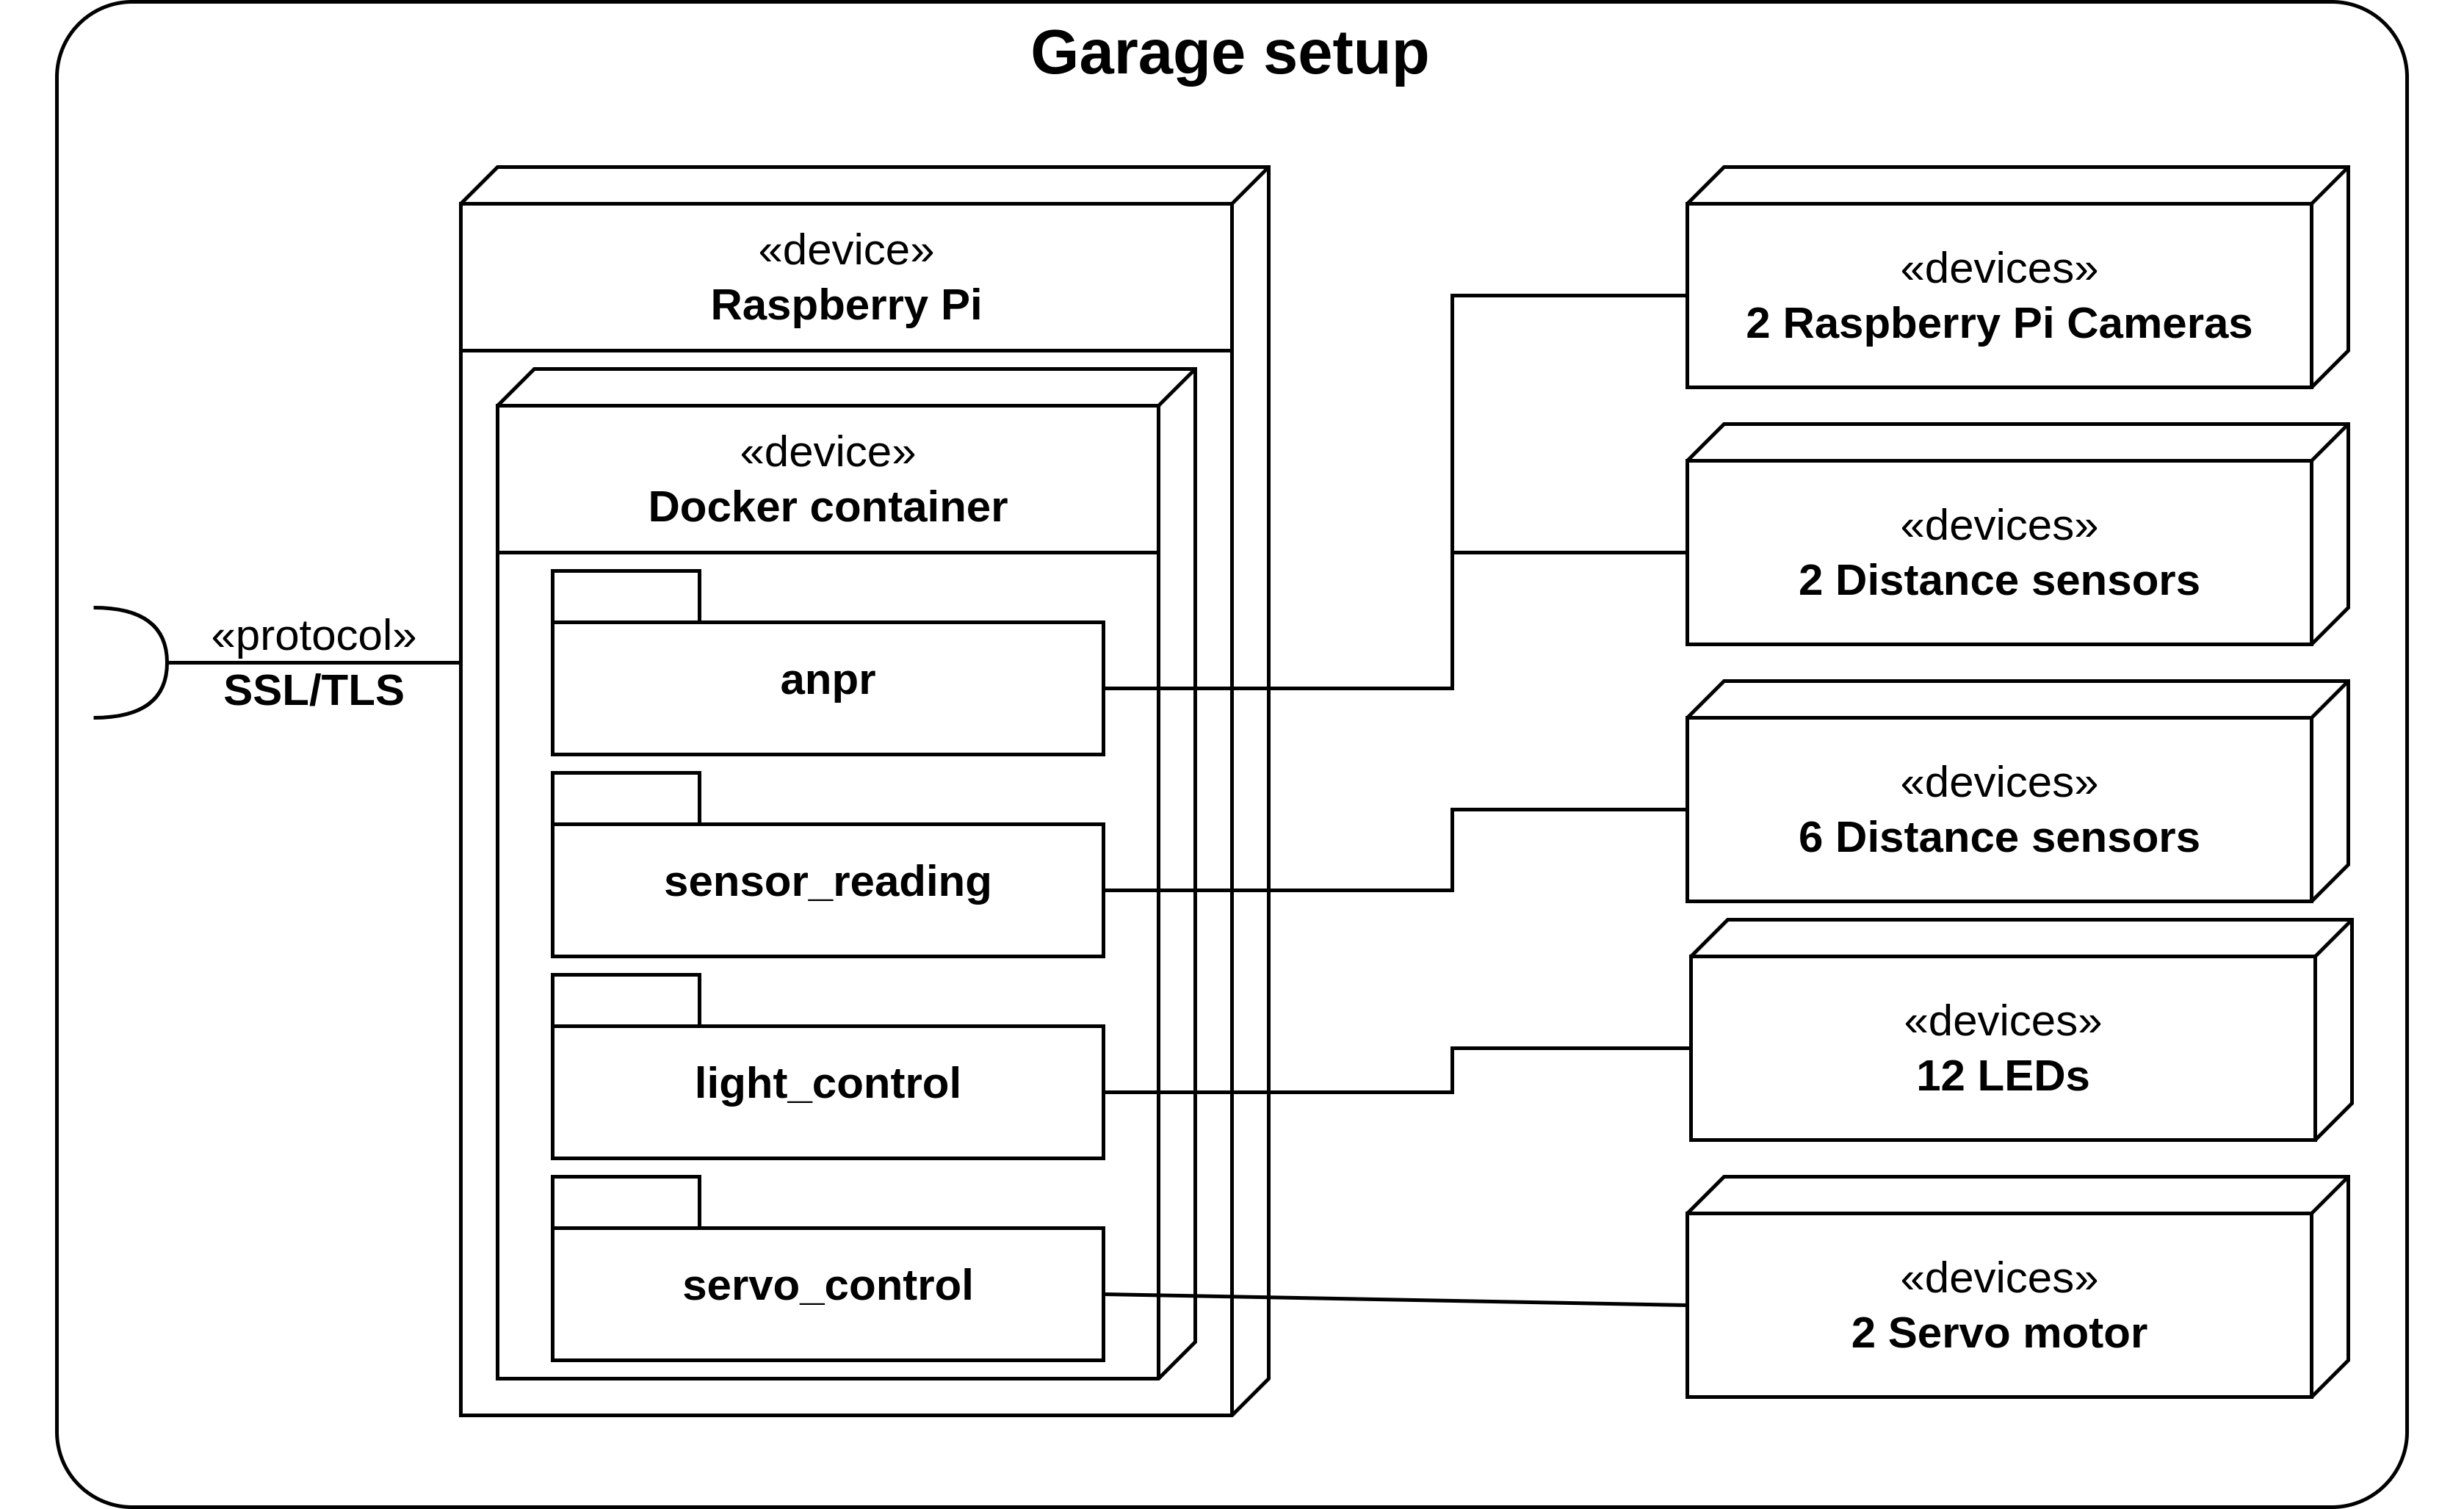 Garage setup
«device»
Raspberry Pi
«device»
Docker container
anpr
sensor_reading
light_control
servo_control
«protocol»
SSL/TLS
«devices»
2 Raspberry Pi Cameras
«devices»
2 Distance sensors
«devices»
6 Distance sensors
«devices»
12 LEDs
«devices»
2 Servo motor